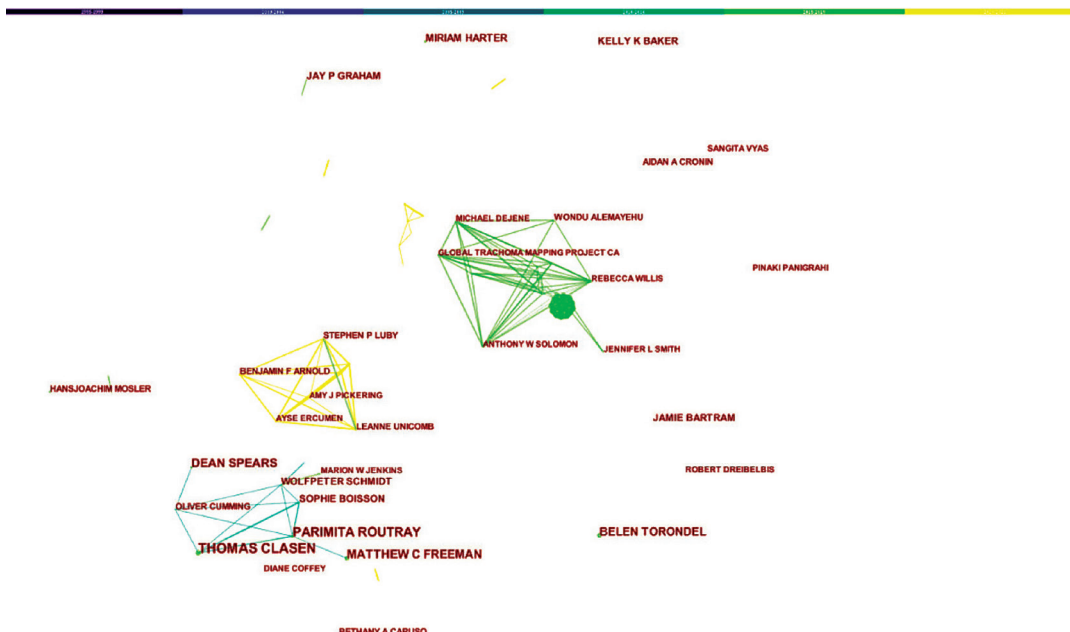 MIRIAM HARTER
KELLY K BAKER
JAY P GRAHAM
SANGITA VYAS
AIDAN A CRONIN
MICHAEL DEJENE
WONDU ALEMAYEHU
GLOBAL TRACHOMA MAPPING PROJECT CA
PINAKI PANIGRAHI
REBECCA WILLIS
STEPHEN P LUBY
ANTHONY W SOLOMON
JENNIFER L SMITH
BENJAMIN F ARNOLD
HANSJOACHIM MOSLER
AMY J PICKERING
AYSE ERCUMEN
JAMIE BARTRAM
LEANNE UNICOMB
DEAN SPEARS
MARION W JENKINS
ROBERT DREIBELBIS
WOLFPETER SCHMIDT
SOPHIE BOISSON
OLIVER CUMMING
PARIMITA ROUTRAY
BELEN TORONDEL
THOMAS CLASEN
MATTHEW C FREEMAN
DIANE COFFEY
BETHANY A CARUSO